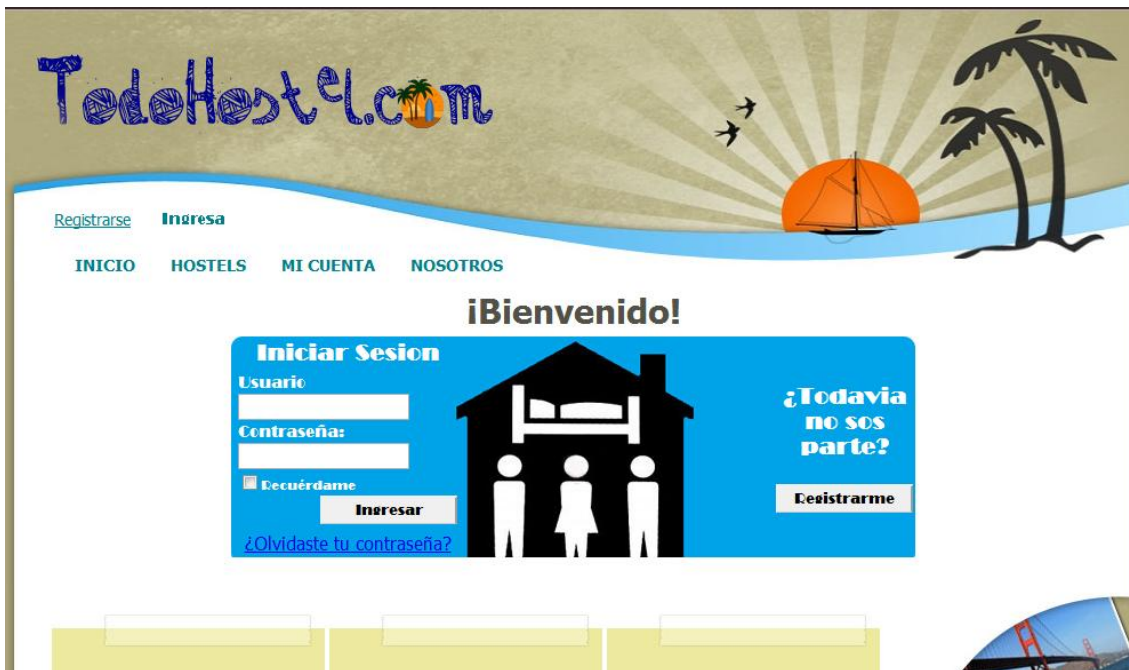 TodoHostel.com
Registrarse Ingresa
INICIO HOSTELS MI CUENTA NOSOTROS
¡Bienvenido!
Iniciar Sesion
Usuario
Contraseña:
Recuérdame
Ingresar
¿Olvidaste tu contraseña?
¿Todavia
no sos
parte?
Registrarme